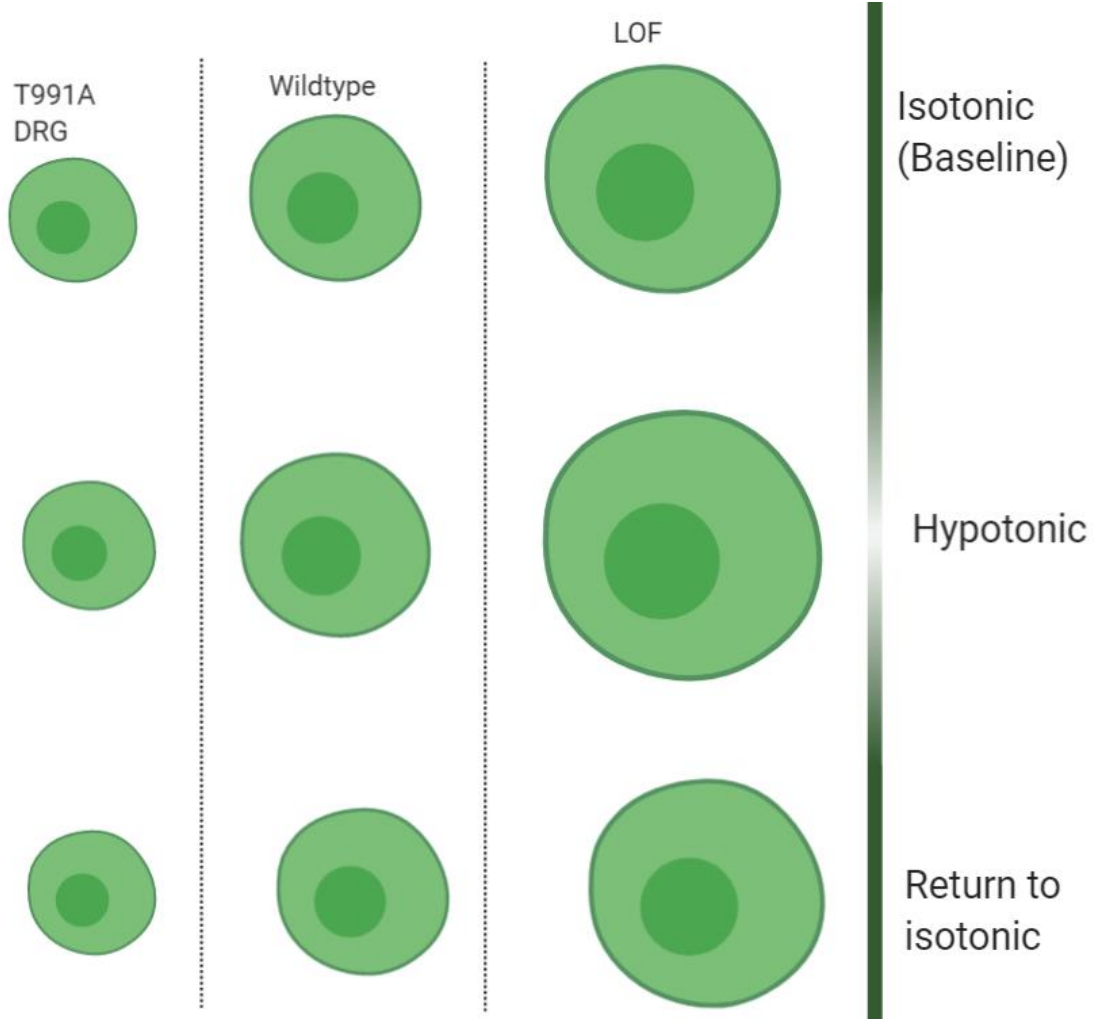 LOF
Wildtype
T991A
DRG
Isotonic
(Baseline)
Hypotonic
Return to
isotonic